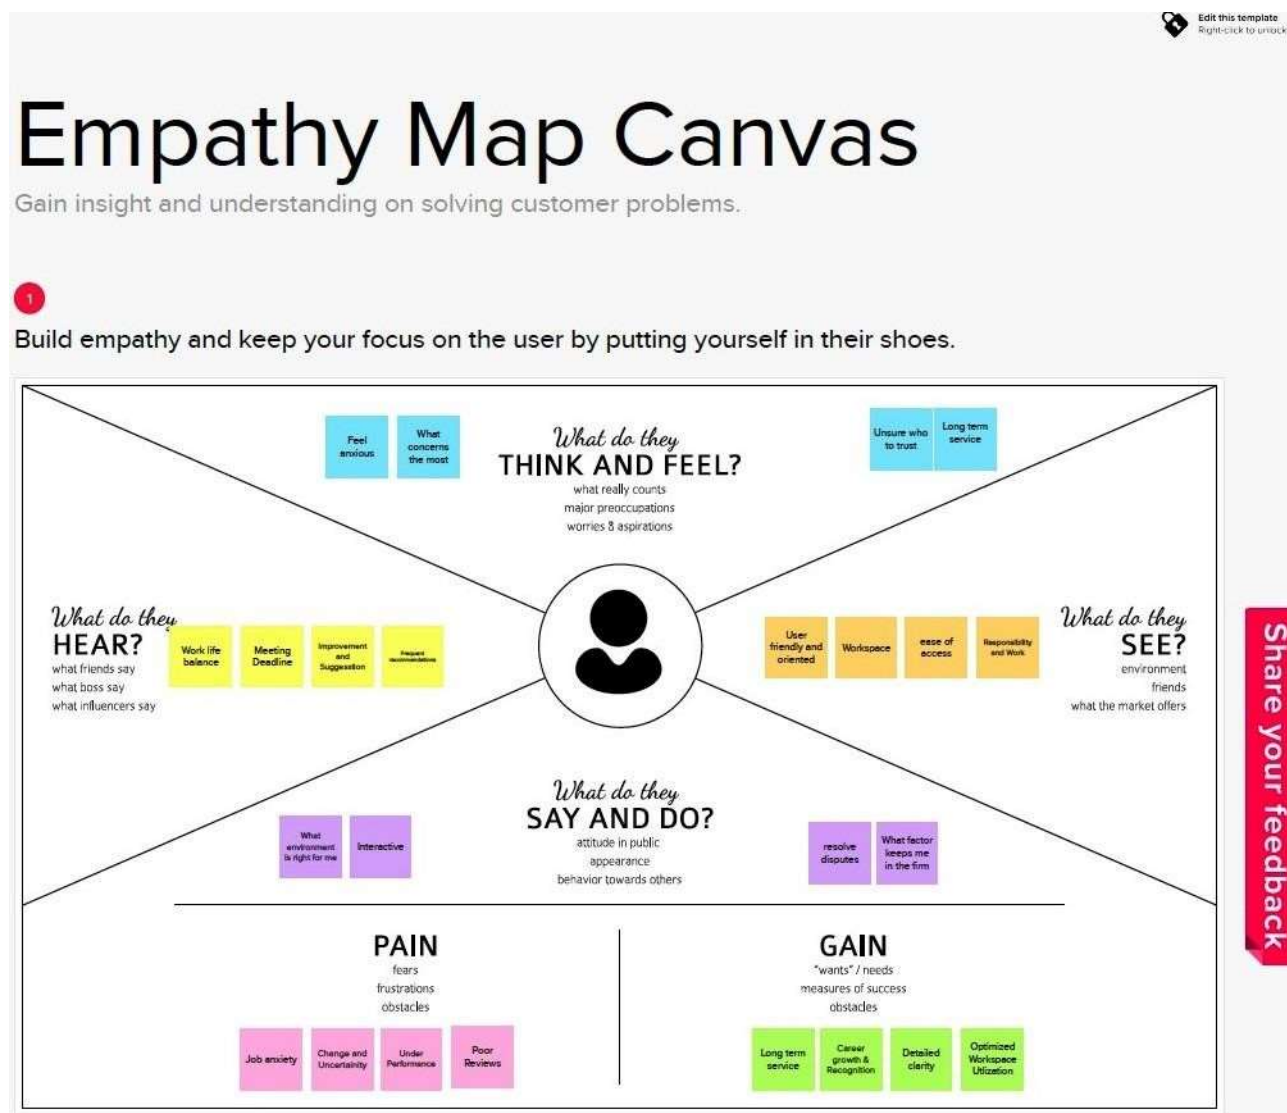 Edit this template
Right-click to unlock
Empathy Map Canvas
Gain insight and understanding on solving customer problems.
1
Build empathy and keep your focus on the user by putting yourself in their shoes.
Feel
anxious
What
concerns
the most
What do they
THINK AND FEEL?
what really counts
major preoccupations
worries & aspirations
Unsure who
to trust
Long term
service
What do they
HEAR?
what friends say
what boss say
what influencers say
Work life
balance
Meeting
Deadline
Improvement
and
Suggestion
Frequent
recommendations
User
friendly and
oriented
Workspace
ease of
access
Responsibility
and Work
What do they
SEE?
environment
friends
what the market offers
What do they
SAY AND DO?
attitude in public
appearance
behavior towards others
What
environment
is right for me
Interactive
resolve
disputes
What factor
keeps me
in the firm
PAIN
fears
frustrations
obstacles
Job anxiety
Change and
Uncertainity
Under
Performance
Poor
Reviews
GAIN
"wants" / needs
measures of success
obstacles
Long term
service
Career
growth &
Recognition
Detailed
clarity
Optimized
Workspace
Utlization
Share your feedback